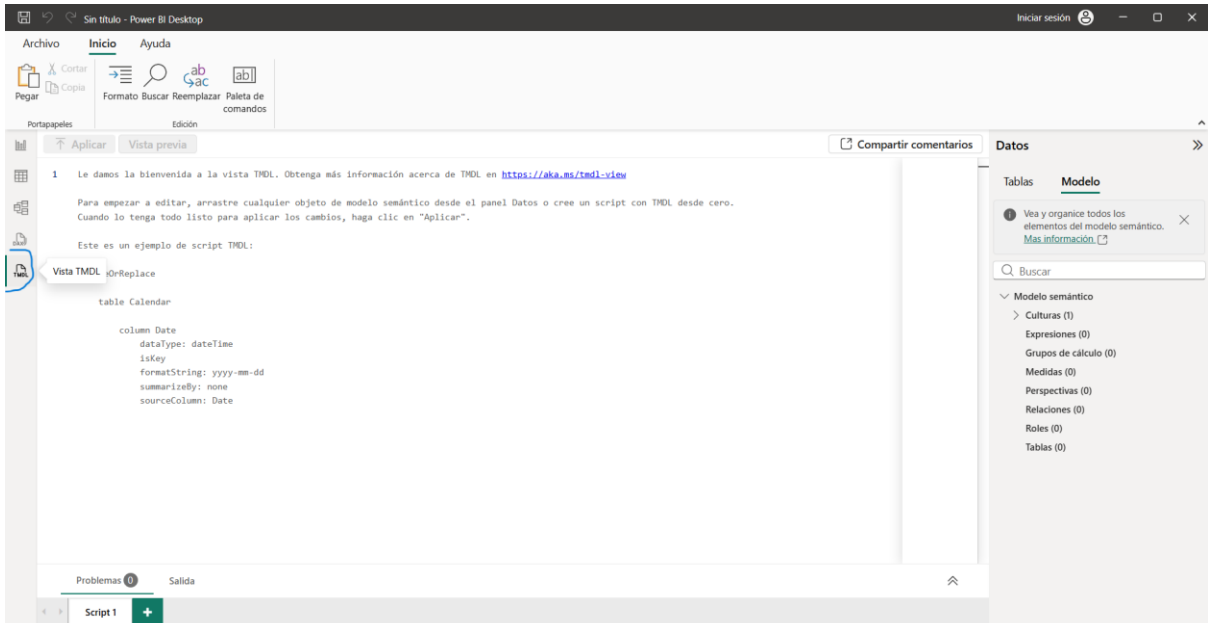 Sin título - Power BI Desktop
Iniciar sesión
Archivo Inicio Ayuda
Pegar
Cortar
Copia
Portapapeles
Formato Buscar Reemplazar Paleta de comandos
Edición
Aplicar Vista previa
Compartir comentarios
1 Le damos la bienvenida a la vista TMDL. Obtenga más información acerca de TMDL en https://aka.ms/tmdl-view
Para empezar a editar, arrastre cualquier objeto de modelo semántico desde el panel Datos o cree un script con TMDL desde cero.
Cuando lo tenga todo listo para aplicar los cambios, haga clic en "Aplicar".
Este es un ejemplo de script TMDL:
Vista TMDL
OrReplace
table Calendar
column Date
dataType: dateTime
isKey
formatString: yyyy-mm-dd
summarizeBy: none
sourceColumn: Date
Problemas 0 Salida
Script 1
Datos
Tablas Modelo
Vea y organice todos los
elementos del modelo semántico.
Mas información
Buscar
Modelo semántico
Culturas (1)
Expresiones (0)
Grupos de cálculo (0)
Medidas (0)
Perspectivas (0)
Relaciones (0)
Roles (0)
Tablas (0)